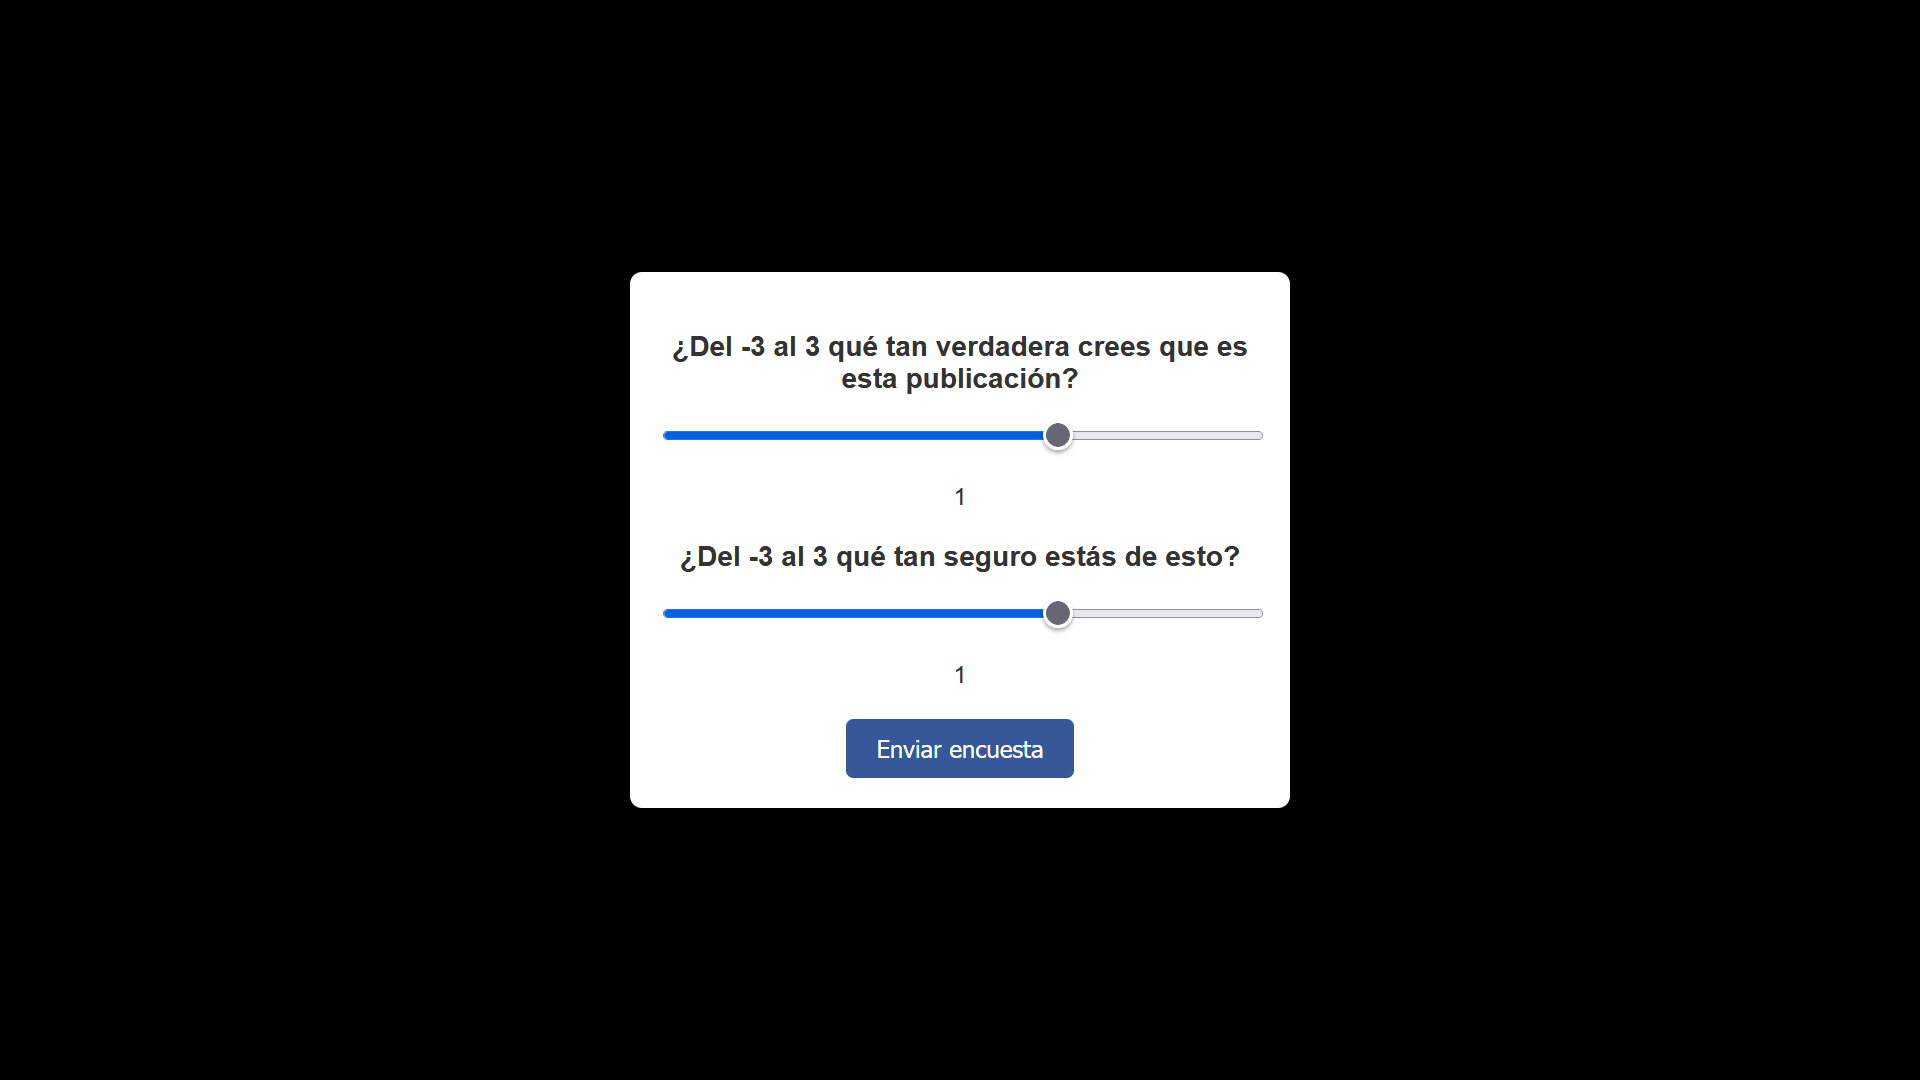 ¿Del -3 al 3 qué tan verdadera crees que es
esta publicación?
1
¿Del -3 al 3 qué tan seguro estás de esto?
1
Enviar encuesta